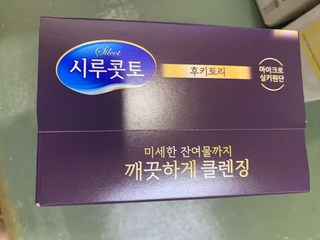 Silcot
시루콧토
후키토리
마이크로
실키원단
미세한 잔여물까지
깨끗하게 클렌징